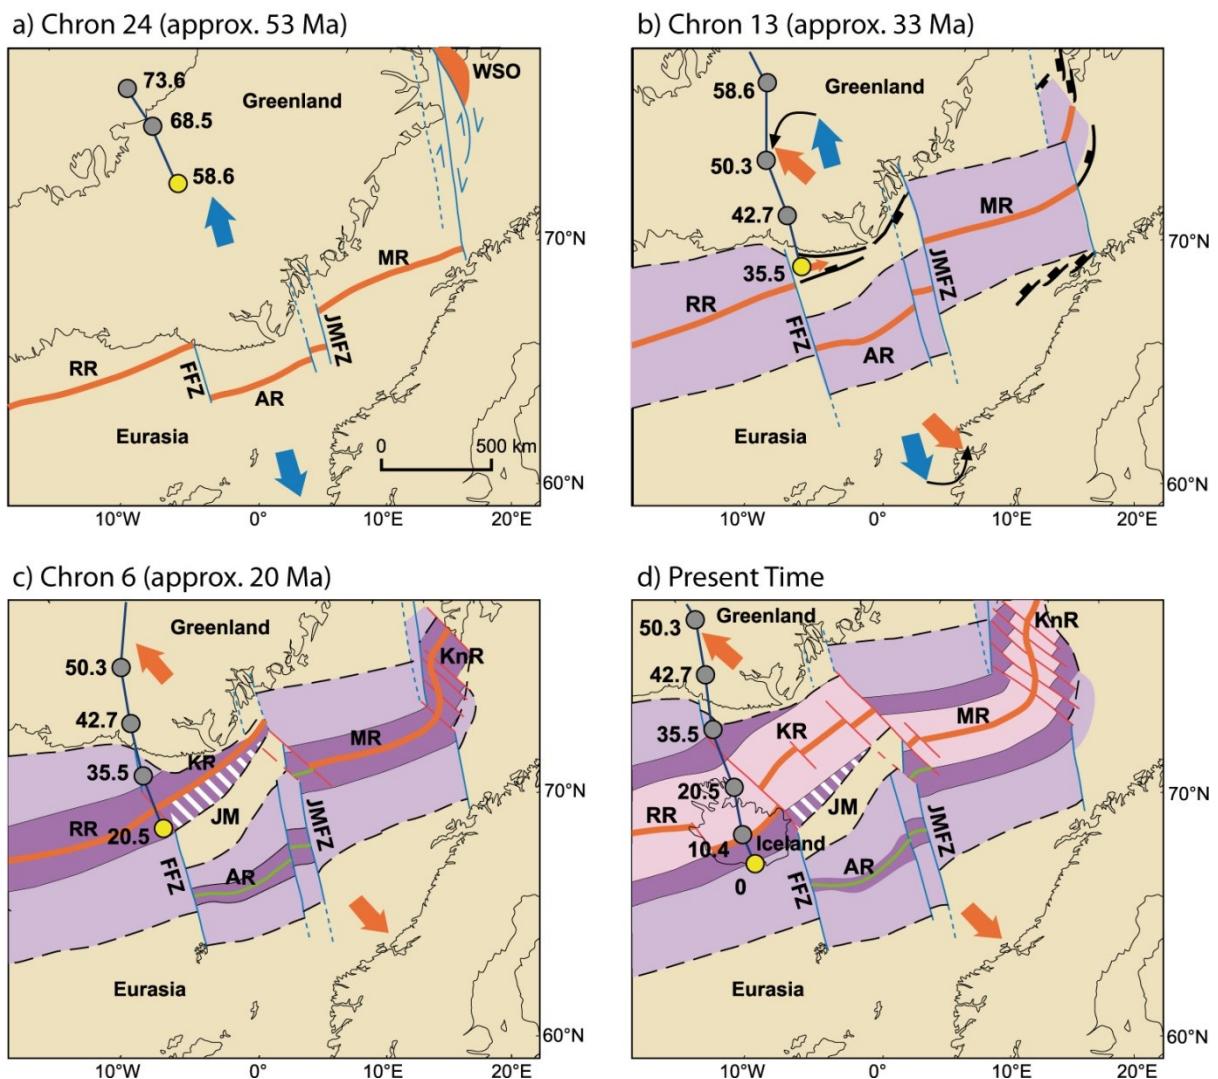 a) Chron 24 (approx. 53 Ma)
73.6
68.5
58.6
Greenland
WSO
RR
FFZ
AR
JMFZ
MR
Eurasia
0 500 km
70°N
60°N
10°W 0° 10°E 20°E
b) Chron 13 (approx. 33 Ma)
58.6
Greenland
50.3
42.7
35.5
RR
FFZ
AR
JMFZ
MR
Eurasia
70°N
60°N
10°W 0° 10°E 20°E
c) Chron 6 (approx. 20 Ma)
Greenland
50.3
42.7
35.5
20.5
KnR
MR
KR
RR
JM
JMFZ
FFZ
AR
Eurasia
70°N
60°N
10°W 0° 10°E 20°E
d) Present Time
Greenland
50.3
42.7
35.5
20.5
10.4
0
KnR
MR
KR
RR
JM
Iceland
JMFZ
AR
FFZ
Eurasia
70°N
60°N
10°W 0° 10°E 20°E